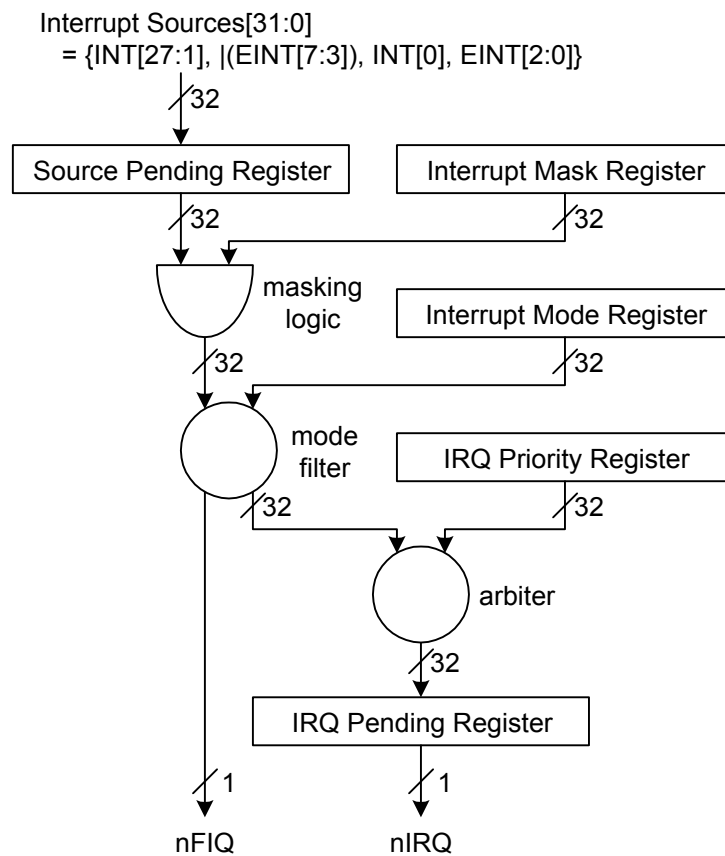 Interrupt Sources[31:0]
= {INT[27:1], |(EINT[7:3]), INT[0], EINT[2:0]}
32
Source Pending Register
Interrupt Mask Register
32
32
masking
logic
Interrupt Mode Register
32
32
mode
filter
IRQ Priority Register
32
32
arbiter
32
IRQ Pending Register
1
1
nFIQ
nIRQ